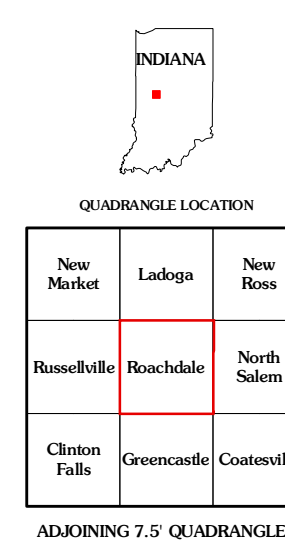 INDIANA
QUADRANGLE LOCATION
New Market
Ladoga
New Ross
Russellville
Roachdale
North Salem
Clinton Falls
Greencastle
Coatesvil
ADJOINING 7.5' QUADRANGLE